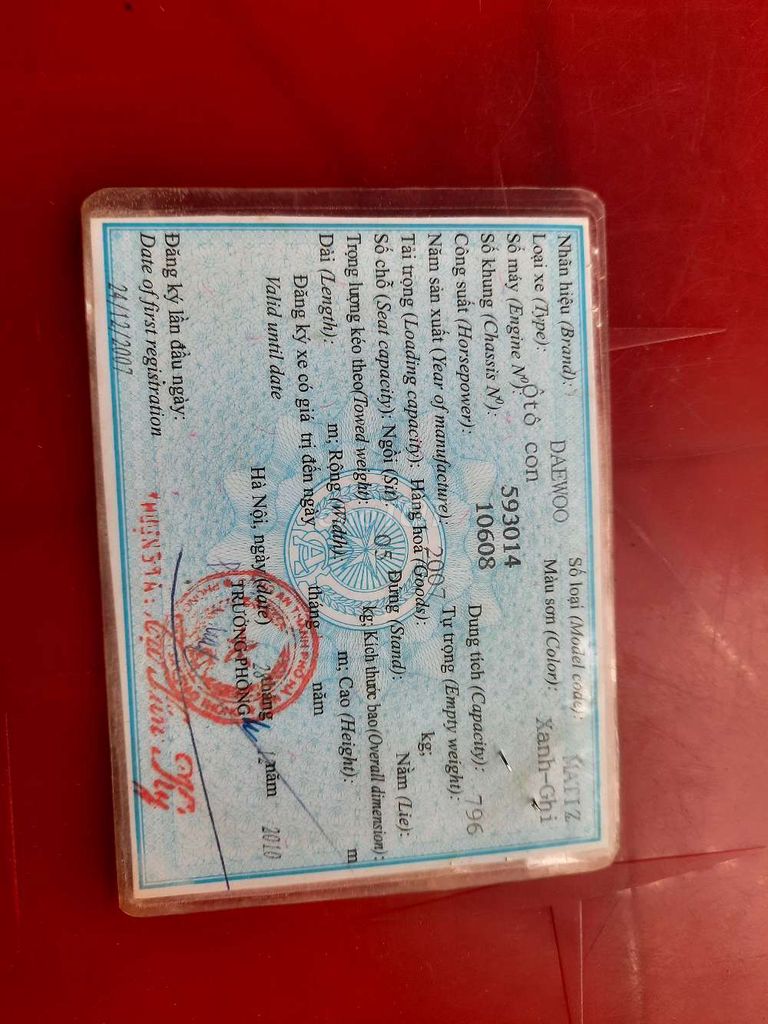 Nhãn hiệu (Brand): DAEWOO Số loại (Model code): MATIZ
Loại xe (Type): Ôtô con Màu sơn (Color): Xanh-Ghi
Số máy (Engine Nº): 593014
Số khung (Chassis Nº): 10608
Công suất (Horsepower): Dung tích (Capacity): 796
Năm sản xuất (Year of manufacture): 2007 Tự trọng (Empty weight):
Tải trọng (Loading capacity): Hàng hoá (Goods): kg;
Số chỗ (Seat capacity): Ngồi (Sit): 05 Đứng (Stand): Nằm (Lie):
Trọng lượng kéo theo(Towed weight): kg; Kích thước bao(Overall dimension):
Dài (Length): m; Rộng (Width): m; Cao (Height): m
Đăng ký xe có giá trị đến ngày tháng năm
Valid until date
Hà Nội, ngày (date) 28 tháng 12 năm 2010
TRƯỞNG PHÒNG
Đăng ký lần đầu ngày:
Date of first registration
24/12/2007